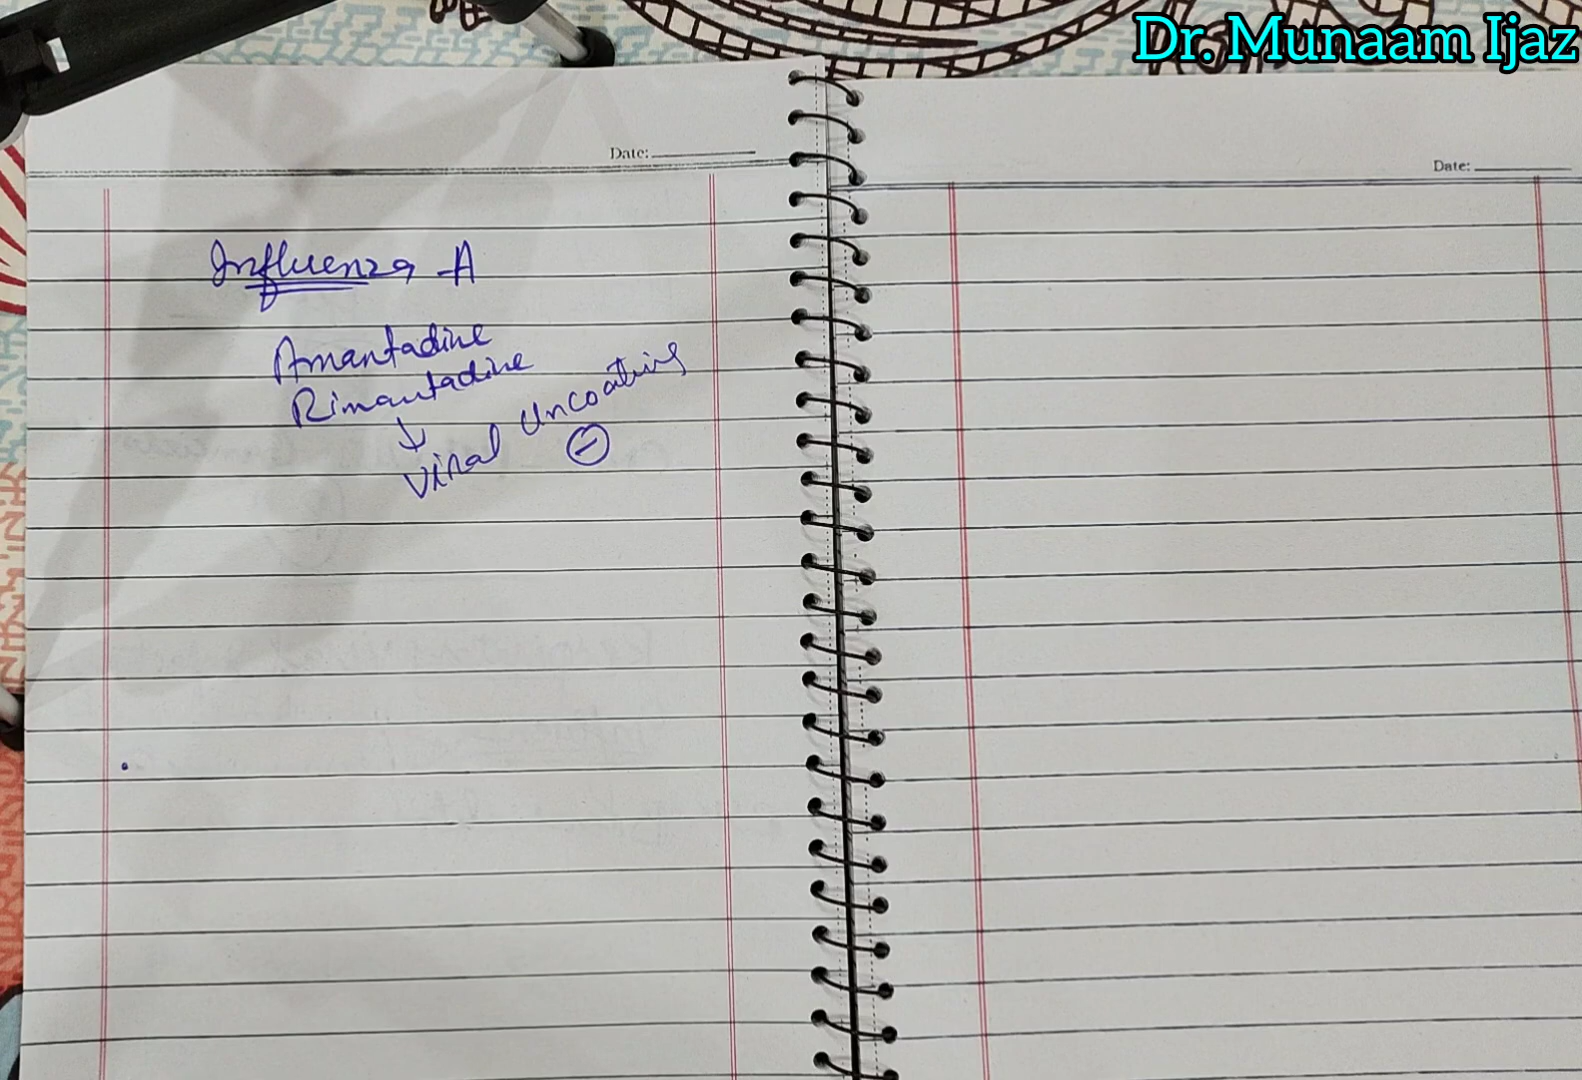 Dr. Munaam Ijaz
Date:
Date:
Influenza -A
Amantadine
Rimantadine
↓
Viral Uncoating
⊖